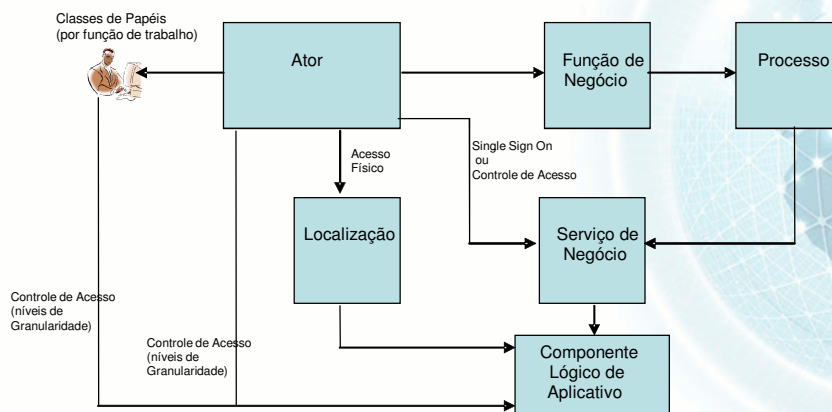 Classes de Papéis
(por função de trabalho)
Ator
Função de
Negócio
Processo
Acesso
Físico
Single Sign On
ou
Controle de Acesso
Localização
Serviço de
Negócio
Controle de Acesso
(níveis de
Granularidade)
Controle de Acesso
(níveis de
Granularidade)
Componente
Lógico de
Aplicativo